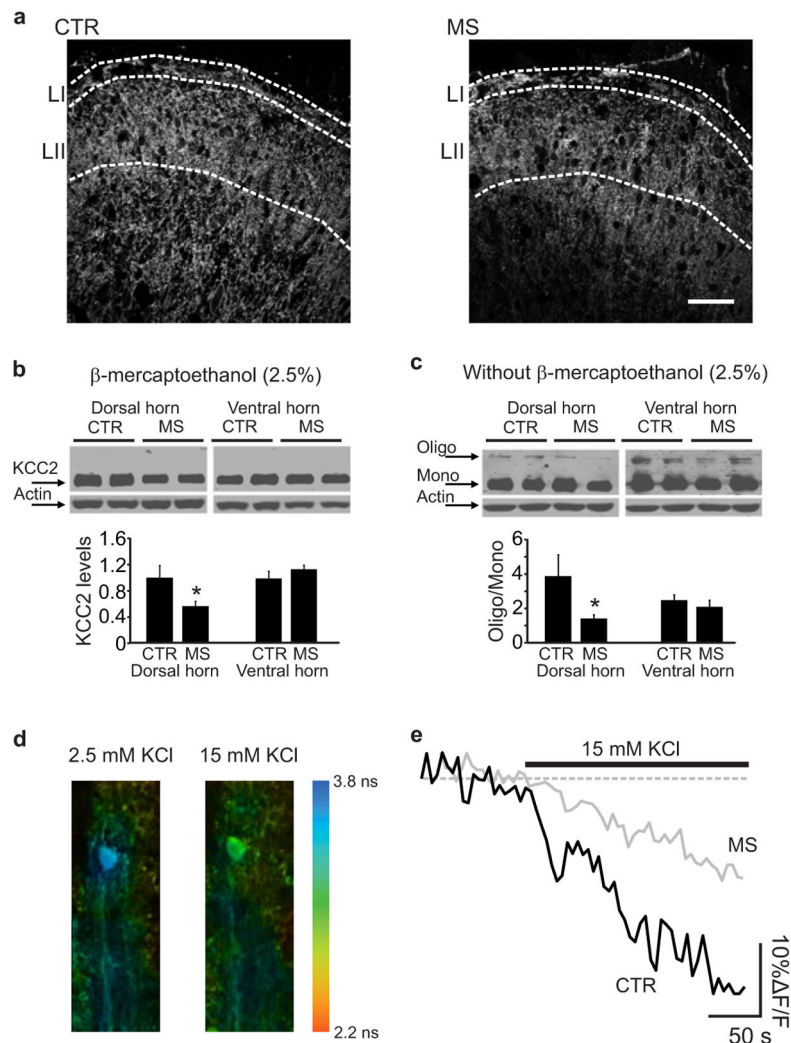 a
CTR
MS
LI
LII
LI
LII
b
β-mercaptoethanol (2.5%)
Dorsal horn
Ventral horn
CTR
MS
CTR
MS
KCC2
Actin
KCC2 levels
1.6
1.2
0.8
0.4
0
*
CTR MS
CTR MS
Dorsal horn
Ventral horn
c
Without β-mercaptoethanol (2.5%)
Dorsal horn
Ventral horn
CTR
MS
CTR
MS
Oligo
Mono
Actin
Oligo/Mono
6
4
2
0
*
CTR MS
CTR MS
Dorsal horn
Ventral horn
d
2.5 mM KCl
15 mM KCl
3.8 ns
2.2 ns
e
15 mM KCl
MS
CTR
10%ΔF/F
50 s